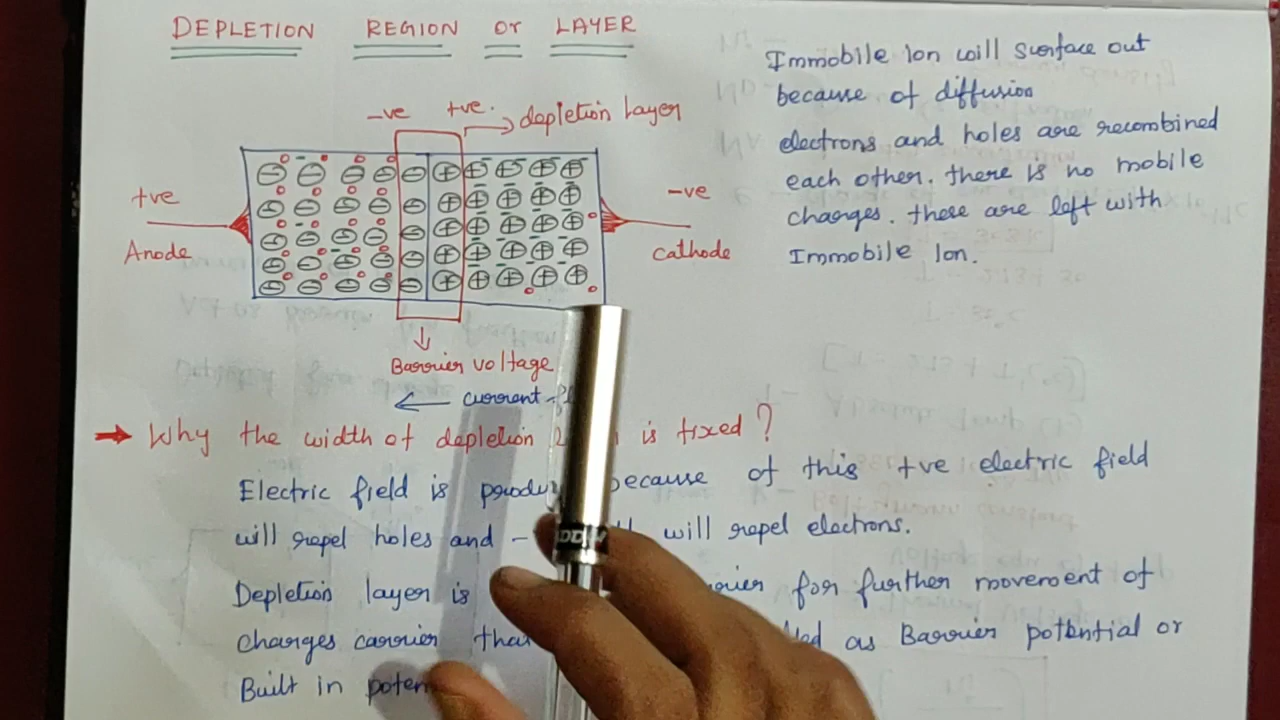 DEPLETION REGION Or LAYER
-ve +ve.
depletion Layer
+ve
Anode
-ve
cathode
Barrier voltage
current
Immobile Ion will surface out
because of diffusion
electrons and holes are recombined
each other. there is no mobile
charges. these are left with
Immobile Ion.
Why the width of depletion is fixed?
Electric field is because of this +ve electric field
will repel holes and - will repel electrons.
Depletion layer is for further movement of
charges carrier as Barrier potential or
Built in